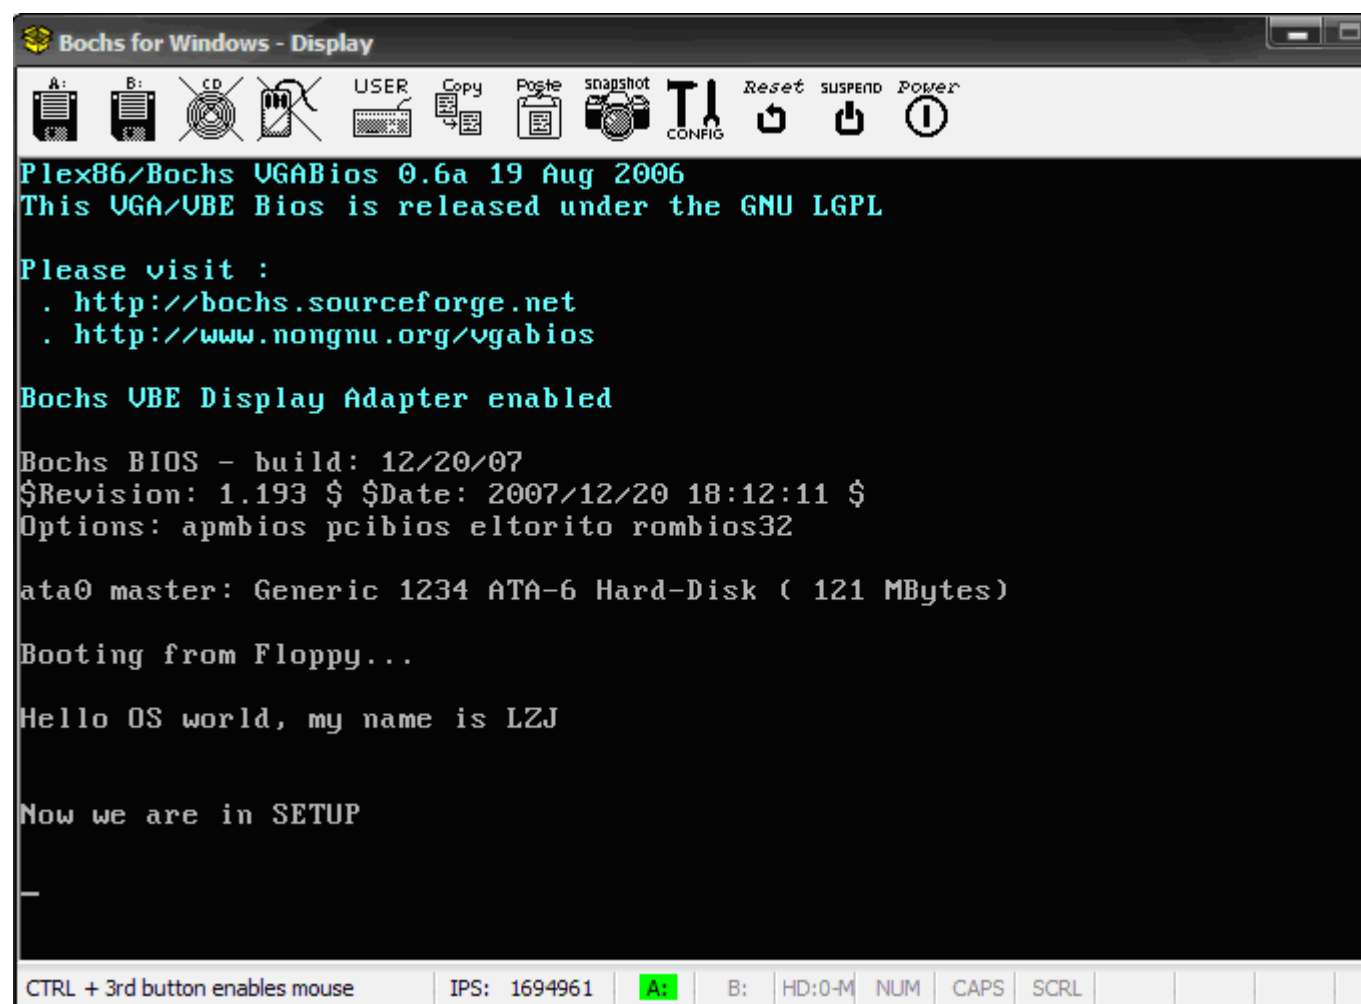 Bochs for Windows - Display
A: B: CD USER Copy Paste snapshot CONFIG Reset SUSPEND Power
Plex86/Bochs VGABios 0.6a 19 Aug 2006
This VGA/VBE Bios is released under the GNU LGPL
Please visit :
. http://bochs.sourceforge.net
. http://www.nongnu.org/vgabios
Bochs VBE Display Adapter enabled
Bochs BIOS - build: 12/20/07
$Revision: 1.193 $ $Date: 2007/12/20 18:12:11 $
Options: apmbios pcibios eltorito rombios32
ata0 master: Generic 1234 ATA-6 Hard-Disk ( 121 MBytes)
Booting from Floppy...
Hello OS world, my name is LZJ
Now we are in SETUP
_
CTRL + 3rd button enables mouse IPS: 1694961 A: B: HD:0-M NUM CAPS SCRL